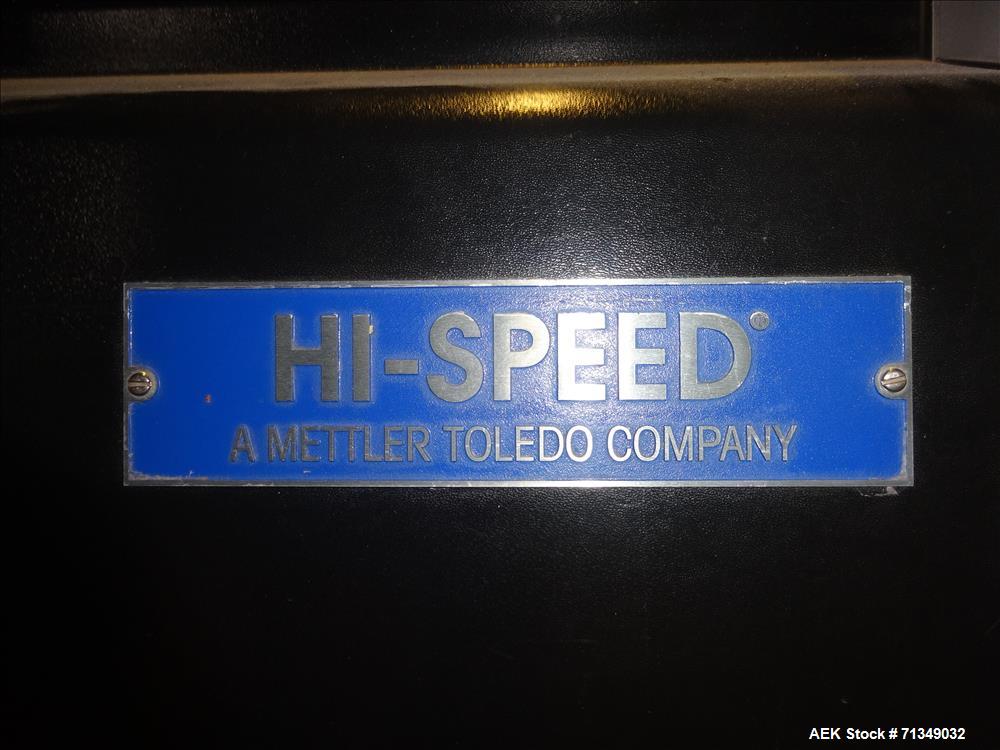 HI-SPEED®
A METTLER TOLEDO COMPANY
AEK Stock # 71349032